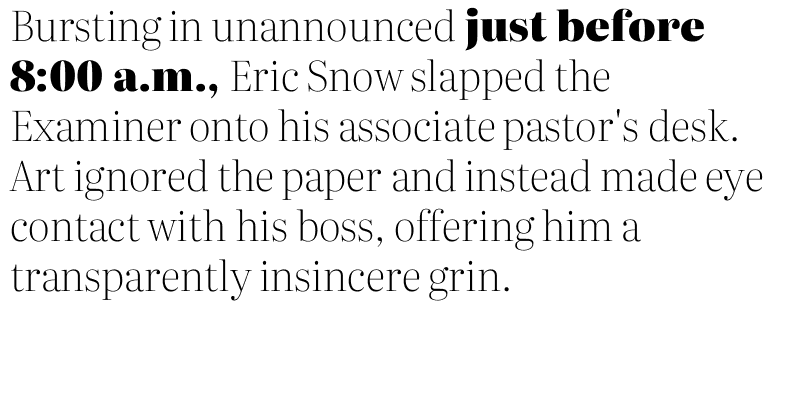 Bursting in unannounced just before
8:00 a.m., Eric Snow slapped the
Examiner onto his associate pastor's desk.
Art ignored the paper and instead made eye
contact with his boss, offering him a
transparently insincere grin.